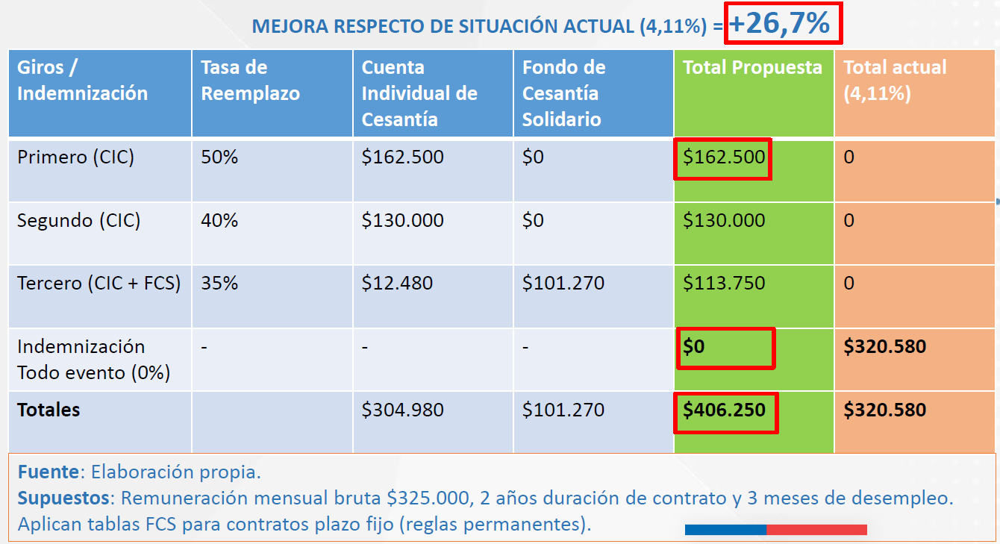 MEJORA RESPECTO DE SITUACIÓN ACTUAL (4,11%) = +26,7%
Giros /
Indemnización
Tasa de
Reemplazo
Cuenta
Individual de
Cesantía
Fondo de
Cesantía
Solidario
Total Propuesta
Total actual
(4,11%)
Primero (CIC) 50% $162.500 $0 $162.500 0
Segundo (CIC) 40% $130.000 $0 $130.000 0
Tercero (CIC + FCS) 35% $12.480 $101.270 $113.750 0
Indemnización
Todo evento (0%) - - - $0 $320.580
Totales $304.980 $101.270 $406.250 $320.580
Fuente: Elaboración propia.
Supuestos: Remuneración mensual bruta $325.000, 2 años duración de contrato y 3 meses de desempleo.
Aplican tablas FCS para contratos plazo fijo (reglas permanentes).